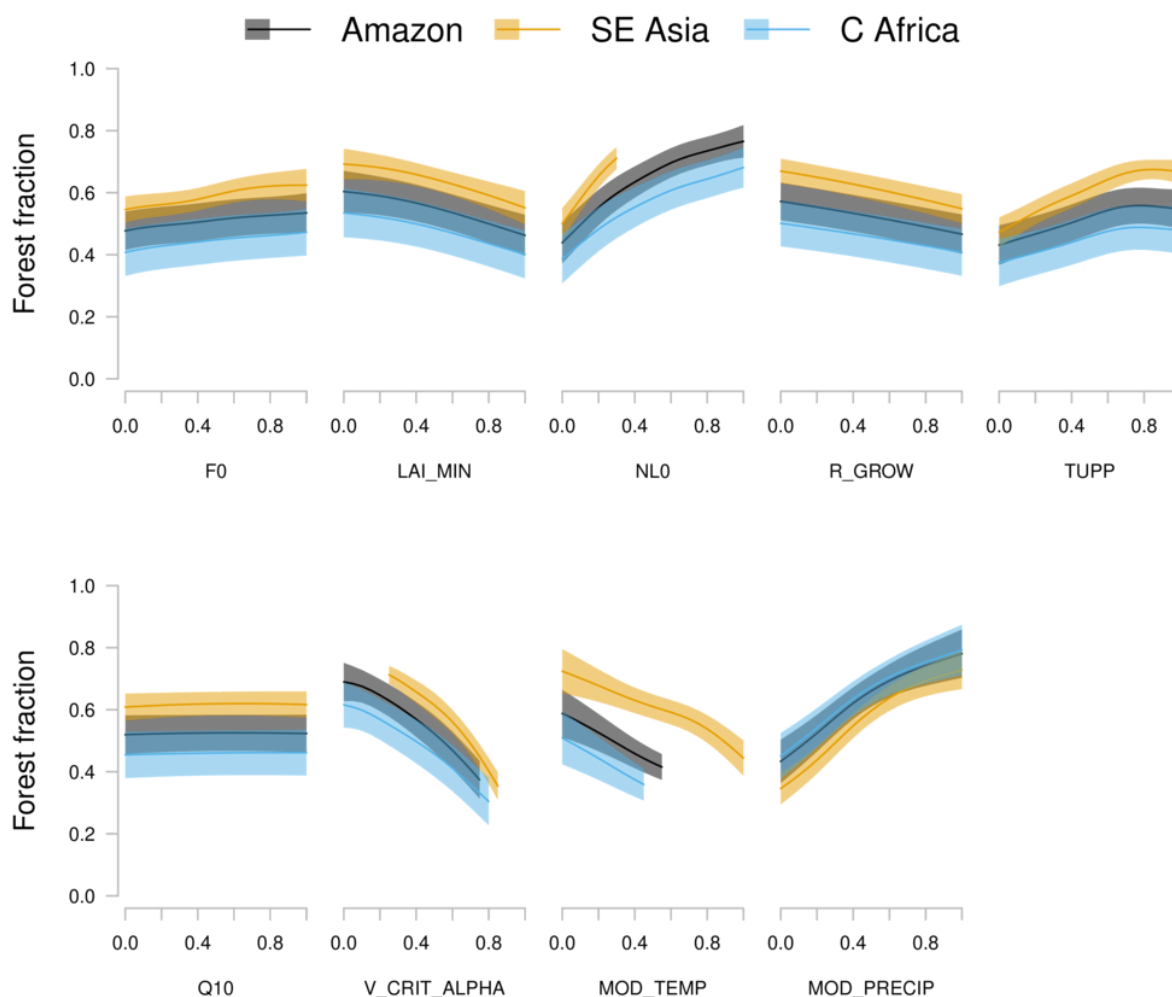 Amazon SE Asia C Africa
1.0
0.8
0.6
0.4
0.2
0.0
Forest fraction
0.0 0.4 0.8 0.0 0.4 0.8 0.0 0.4 0.8 0.0 0.4 0.8 0.0 0.4 0.8
F0 LAI_MIN NL0 R_GROW TUPP
1.0
0.8
0.6
0.4
0.2
0.0
Forest fraction
0.0 0.4 0.8 0.0 0.4 0.8 0.0 0.4 0.8 0.0 0.4 0.8
Q10 V_CRIT_ALPHA MOD_TEMP MOD_PRECIP